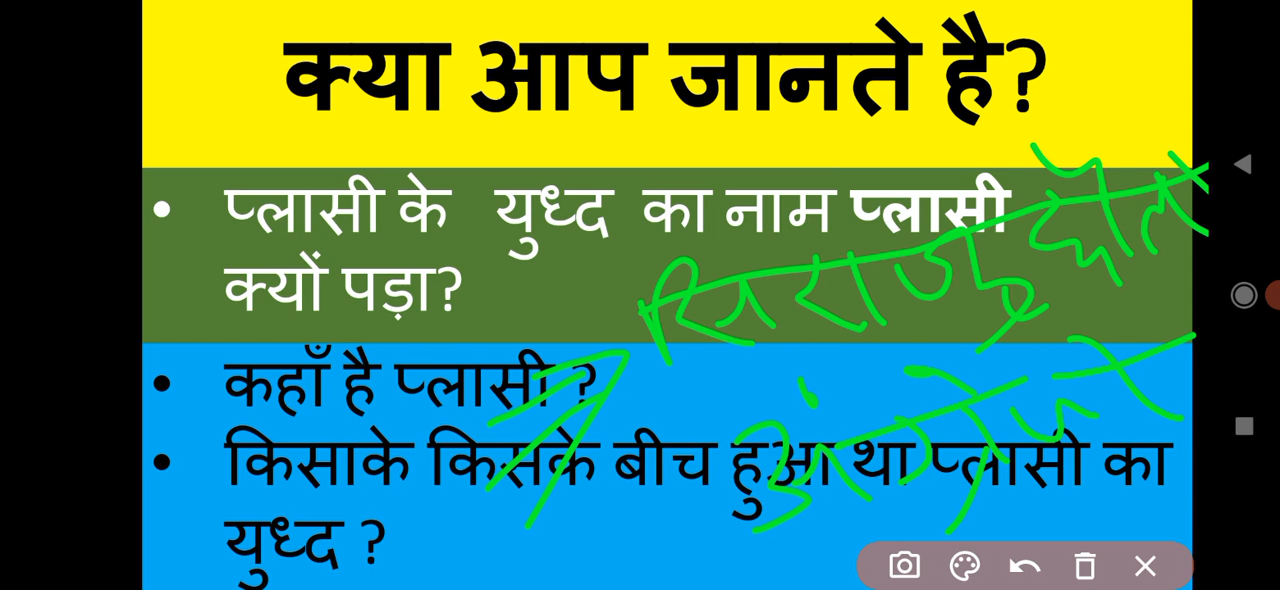 क्या आप जानते है?
• प्लासी के युध्द का नाम प्लासी
क्यों पड़ा?
सिराजुद्दौला
• कहाँ है प्लासी ?
• किसाके किसके बीच हुआ था प्लासी का
युध्द ?